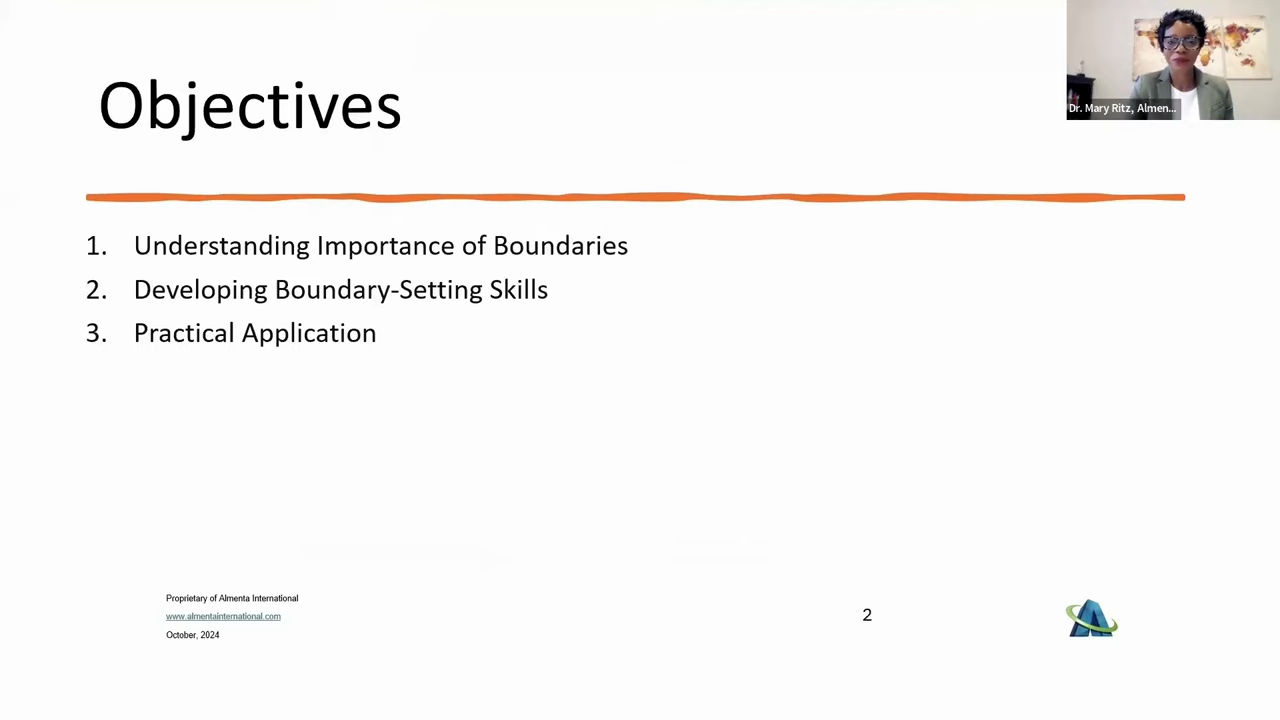 Objectives
Dr. Mary Ritz, Almen...
1. Understanding Importance of Boundaries
2. Developing Boundary-Setting Skills
3. Practical Application
Proprietary of Almenta International
www.almentainternational.com
October, 2024
2